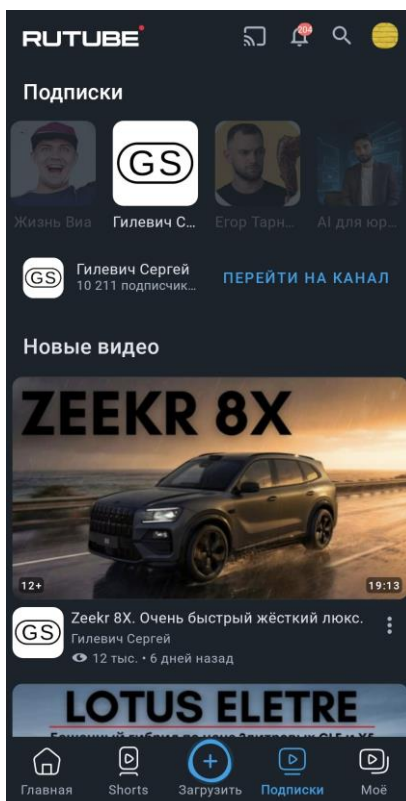 RUTUBE
204
Подписки
GS
Жизнь Виа
Гилевич С...
Егор Тарн...
AI для юр...
GS
Гилевич Сергей
10 211 подписчик...
ПЕРЕЙТИ НА КАНАЛ
Новые видео
ZEEKR 8X
12+
19:13
GS
Zeekr 8X. Очень быстрый жёсткий люкс.
Гилевич Сергей
12 тыс. • 6 дней назад
LOTUS ELETRE
Главная
Shorts
Загрузить
Подписки
Моё